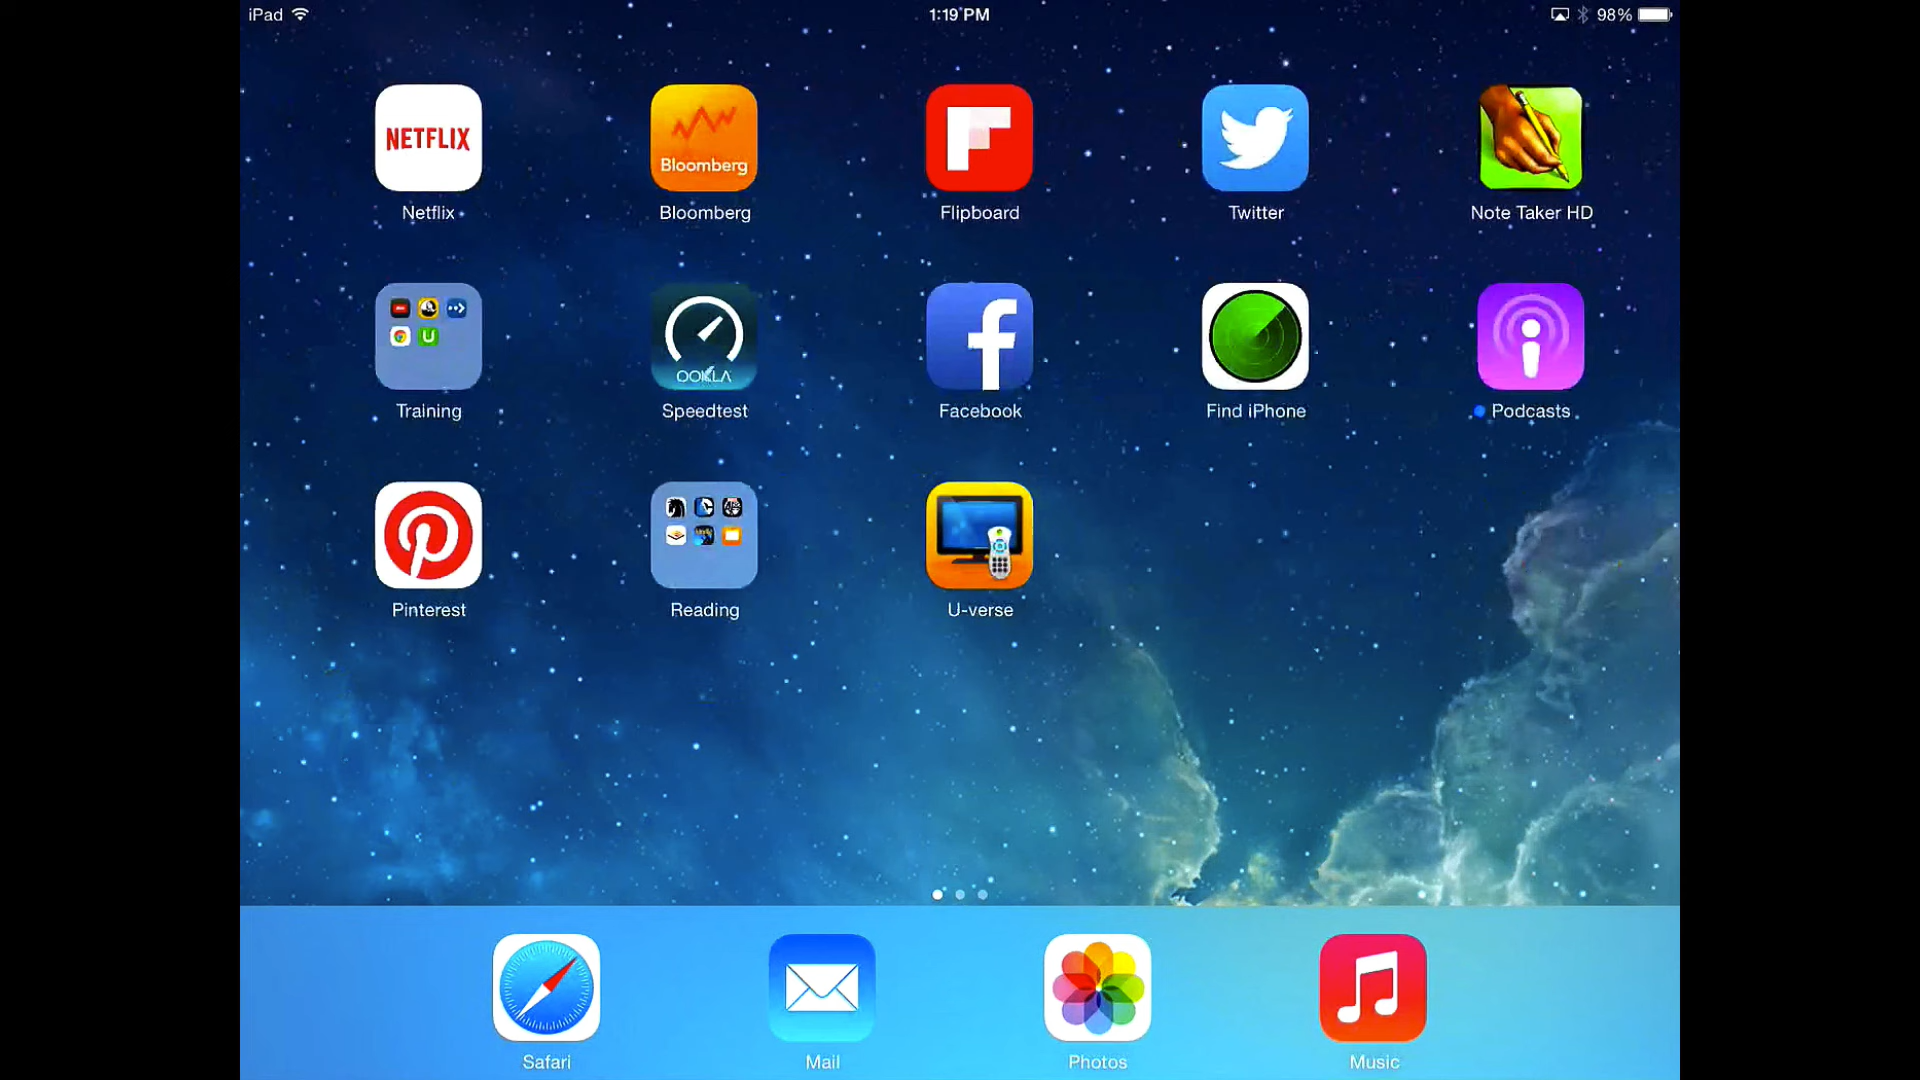 iPad 1:19 PM 98%
NETFLIX
Bloomberg
Netflix Bloomberg Flipboard Twitter Note Taker HD
U
OOKLA
Training Speedtest Facebook Find iPhone Podcasts
Pinterest Reading U-verse
Safari Mail Photos Music